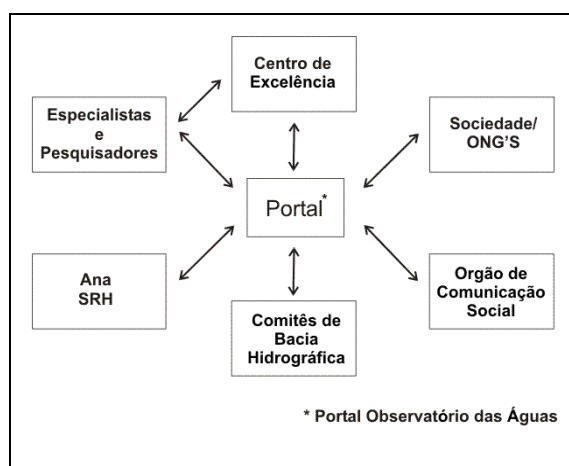 Centro de
Excelência
Especialistas
e
Pesquisadores
Sociedade/
ONG'S
Portal*
Ana
SRH
Comitês de
Bacia
Hidrográfica
Orgão de
Comunicação
Social
* Portal Observatório das Águas